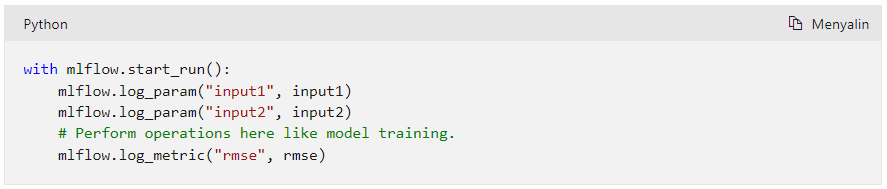 Python
Menyalin
with mlflow.start_run():
    mlflow.log_param("input1", input1)
    mlflow.log_param("input2", input2)
    # Perform operations here like model training.
    mlflow.log_metric("rmse", rmse)